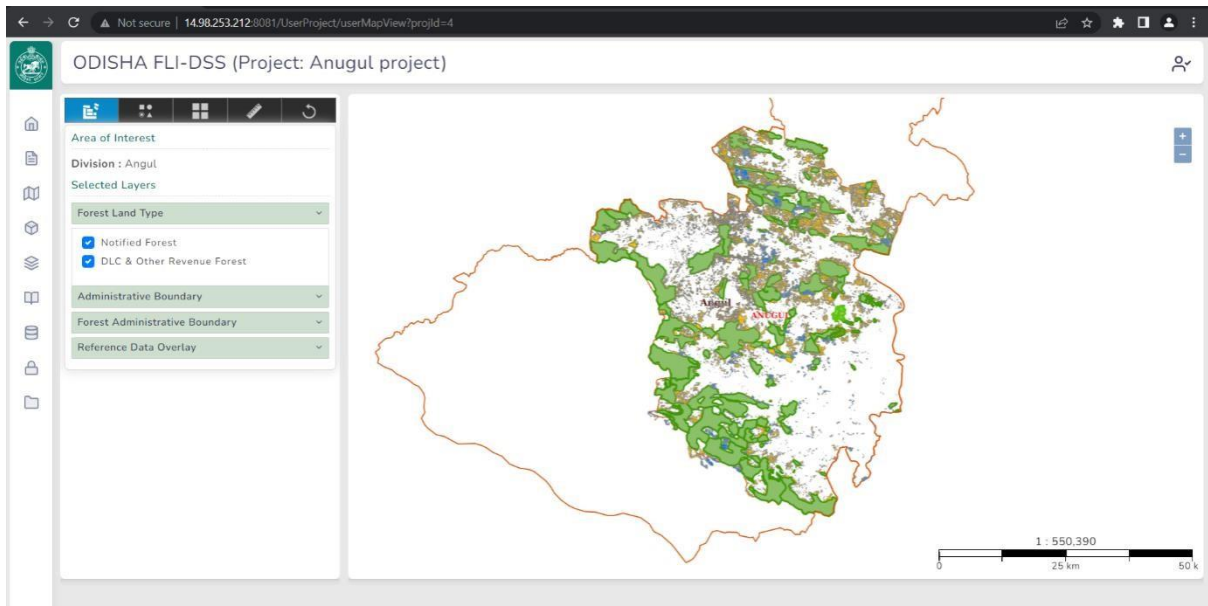 Not secure | 14.98.253.212:8081/UserProject/userMapView?projId=4
ODISHA FLI-DSS (Project: Anugul project)
Area of Interest
Division : Angul
Selected Layers
Forest Land Type
Notified Forest
DLC & Other Revenue Forest
Administrative Boundary
Forest Administrative Boundary
Reference Data Overlay
Angul
ANUGUL
1 : 550,390
0 25 km 50 k